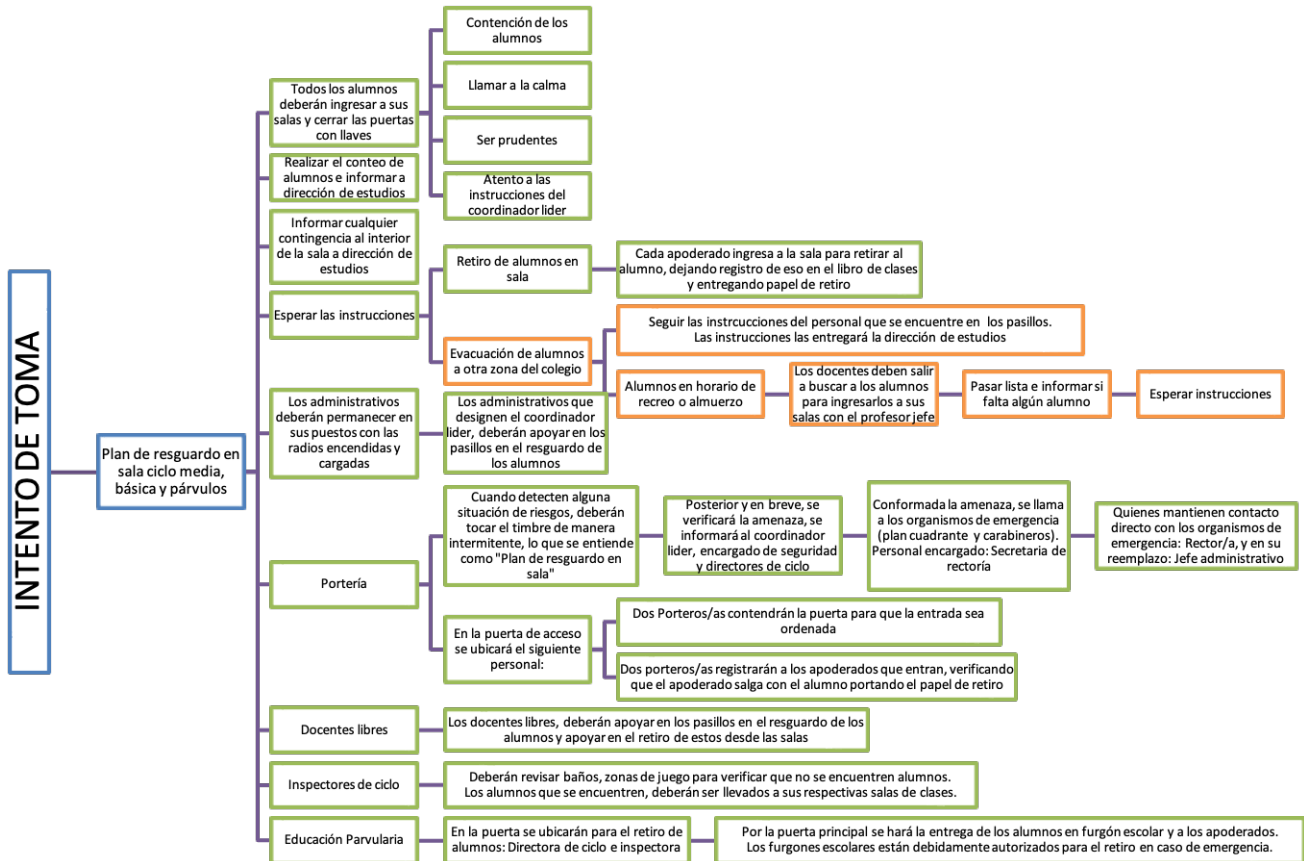 INTENTO DE TOMA
Plan de resguardo en
sala ciclo media,
básica y párvulos
Todos los alumnos
deberán ingresar a sus
salas y cerrar las puertas
con llaves
Contención de los
alumnos
Llamar a la calma
Ser prudentes
Atento a las
instrucciones del
coordinador lider
Realizar el conteo de
alumnos e informar a
dirección de estudios
Informar cualquier
contingencia al interior
de la sala a dirección de
estudios
Esperar las instrucciones
Retiro de alumnos en
sala
Cada apoderado ingresa a la sala para retirar al
alumno, dejando registro de eso en el libro de clases
y entregando papel de retiro
Evacuación de alumnos
a otra zona del colegio
Seguir las instrcucciones del personal que se encuentre en los pasillos.
Las instrucciones las entregará la dirección de estudios
Alumnos en horario de
recreo o almuerzo
Los docentes deben salir
a buscar a los alumnos
para ingresarlos a sus
salas con el profesor jefe
Pasar lista e informar si
falta algún alumno
Esperar instrucciones
Los administrativos
deberán permanecer en
sus puestos con las
radios encendidas y
cargadas
Los administrativos que
designen el coordinador
lider, deberán apoyar en los
pasillos en el resguardo de
los alumnos
Portería
Cuando detecten alguna
situación de riesgos, deberán
tocar el timbre de manera
intermitente, lo que se entiende
como "Plan de resguardo en
sala"
Posterior y en breve, se
verificará la amenaza, se
informará al coordinador
lider, encargado de seguridad
y directores de ciclo
Conformada la amenaza, se llama
a los organismos de emergencia
(plan cuadrante y carabineros).
Personal encargado: Secretaria de
rectoría
Quienes mantienen contacto
directo con los organismos de
emergencia: Rector/a, y en su
reemplazo: Jefe administrativo
En la puerta de acceso
se ubicará el siguiente
personal:
Dos Porteros/as contendrán la puerta para que la entrada sea
ordenada
Dos porteros/as registrarán a los apoderados que entran, verificando
que el apoderado salga con el alumno portando el papel de retiro
Docentes libres
Los docentes libres, deberán apoyar en los pasillos en el resguardo de los
alumnos y apoyar en el retiro de estos desde las salas
Inspectores de ciclo
Deberán revisar baños, zonas de juego para verificar que no se encuentren alumnos.
Los alumnos que se encuentren, deberán ser llevados a sus respectivas salas de clases.
Educación Parvularia
En la puerta se ubicarán para el retiro de
alumnos: Directora de ciclo e inspectora
Por la puerta principal se hará la entrega de los alumnos en furgón escolar y a los apoderados.
Los furgones escolares están debidamente autorizados para el retiro en caso de emergencia.